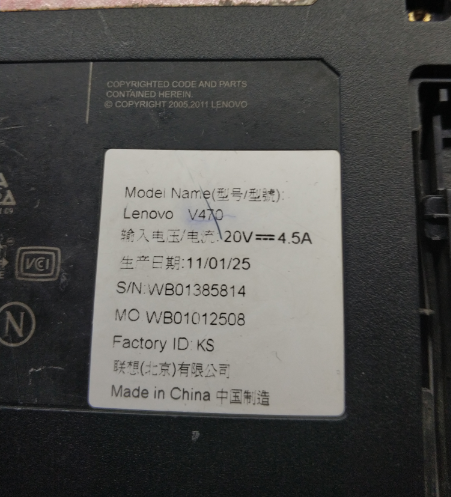 COPYRIGHTED CODE AND PARTS
CONTAINED HEREIN.
© COPYRIGHT 2005,2011 LENOVO
Model Name(型号/型號):
Lenovo V470
输入电压/电流:20V⎓4.5A
生产日期:11/01/25
S/N:WB01385814
MO:WB01012508
Factory ID:KS
联想(北京)有限公司
Made in China 中国制造
VCI
N